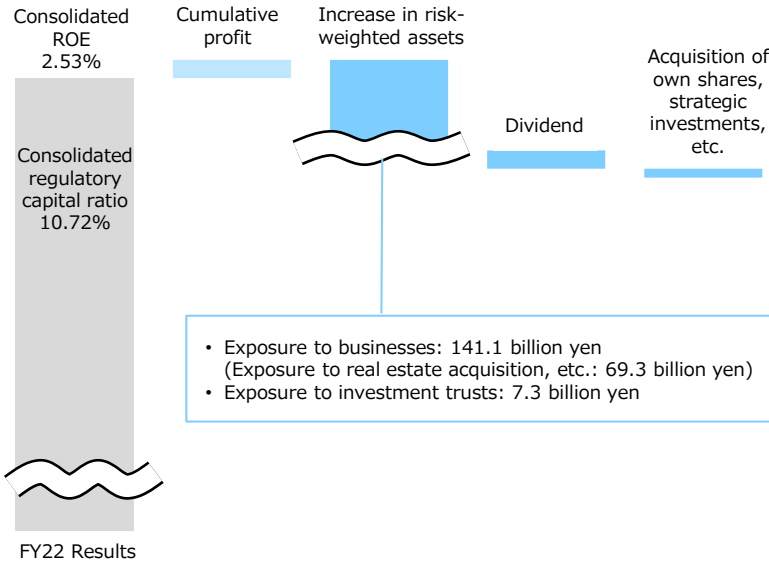 Consolidated
ROE
2.53%
Cumulative
profit
Increase in risk-
weighted assets
Acquisition of
own shares,
strategic
investments,
etc.
Dividend
Consolidated
regulatory
capital ratio
10.72%
• Exposure to businesses: 141.1 billion yen
(Exposure to real estate acquisition, etc.: 69.3 billion yen)
• Exposure to investment trusts: 7.3 billion yen
FY22 Results